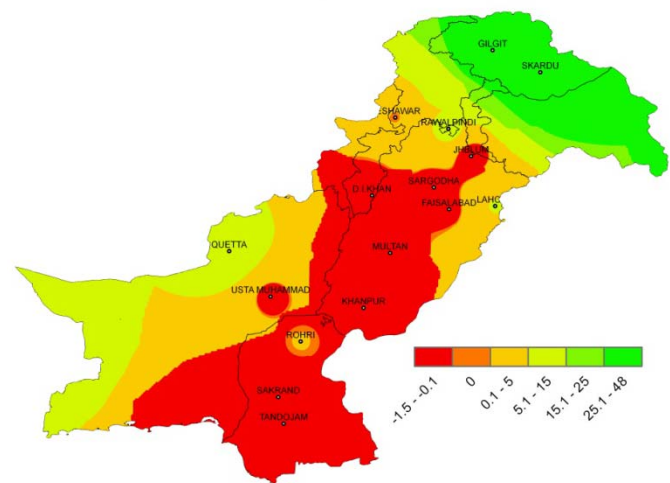 GILGIT
SKARDU
SHAWAR
RAWALPINDI
JHELUM
D.I.KHAN
SARGODHA
FAISALABAD
LAHC
QUETTA
MULTAN
USTA MUHAMMAD
KHANPUR
ROHRI
SAKRAND
TANDOJAM
-1.5 - -0.1
0
0.1 - 5
5.1 - 15
15.1 - 25
25.1 - 48